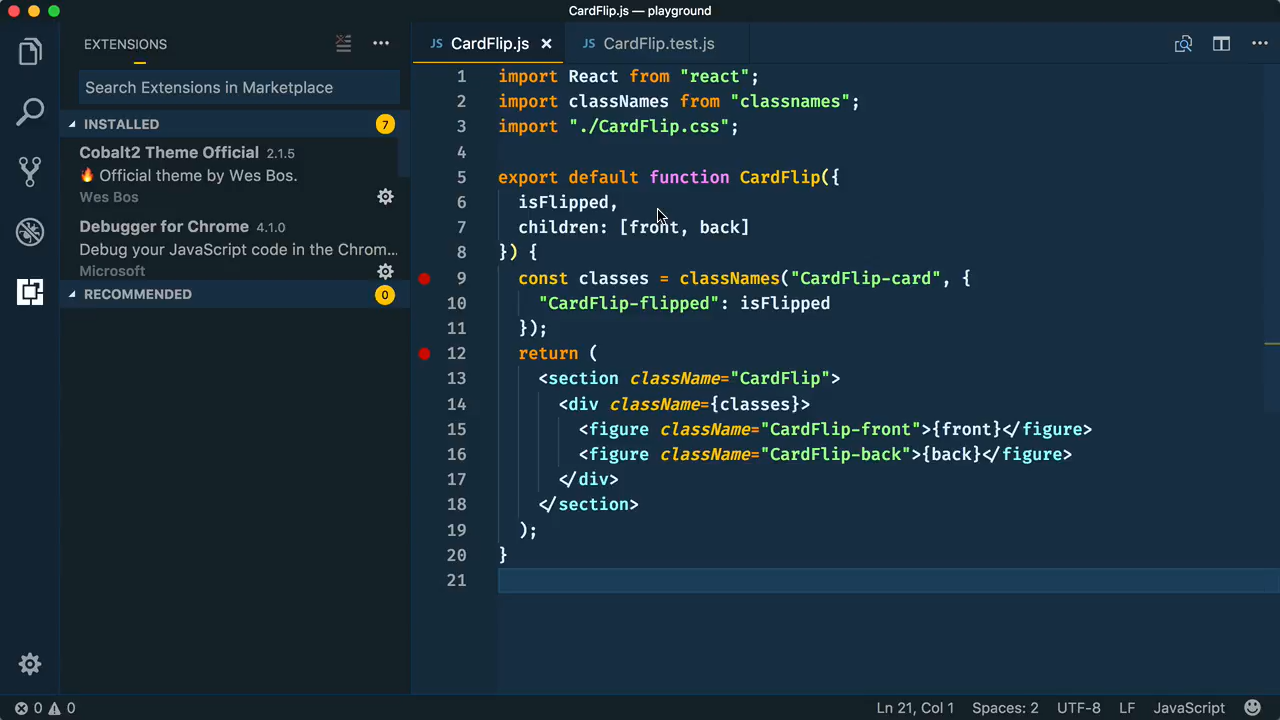 CardFlip.js — playground
EXTENSIONS
Search Extensions in Marketplace
INSTALLED 7
Cobalt2 Theme Official 2.1.5
🔥 Official theme by Wes Bos.
Wes Bos
Debugger for Chrome 4.1.0
Debug your JavaScript code in the Chrom...
Microsoft
RECOMMENDED 0
JS CardFlip.js ×
JS CardFlip.test.js
1 import React from "react";
2 import classNames from "classnames";
3 import "./CardFlip.css";
4
5 export default function CardFlip({
6   isFlipped,
7   children: [front, back]
8 }) {
9   const classes = classNames("CardFlip-card", {
10     "CardFlip-flipped": isFlipped
11   });
12   return (
13     <section className="CardFlip">
14       <div className={classes}>
15         <figure className="CardFlip-front">{front}</figure>
16         <figure className="CardFlip-back">{back}</figure>
17       </div>
18     </section>
19   );
20 }
21
0 0 Ln 21, Col 1 Spaces: 2 UTF-8 LF JavaScript